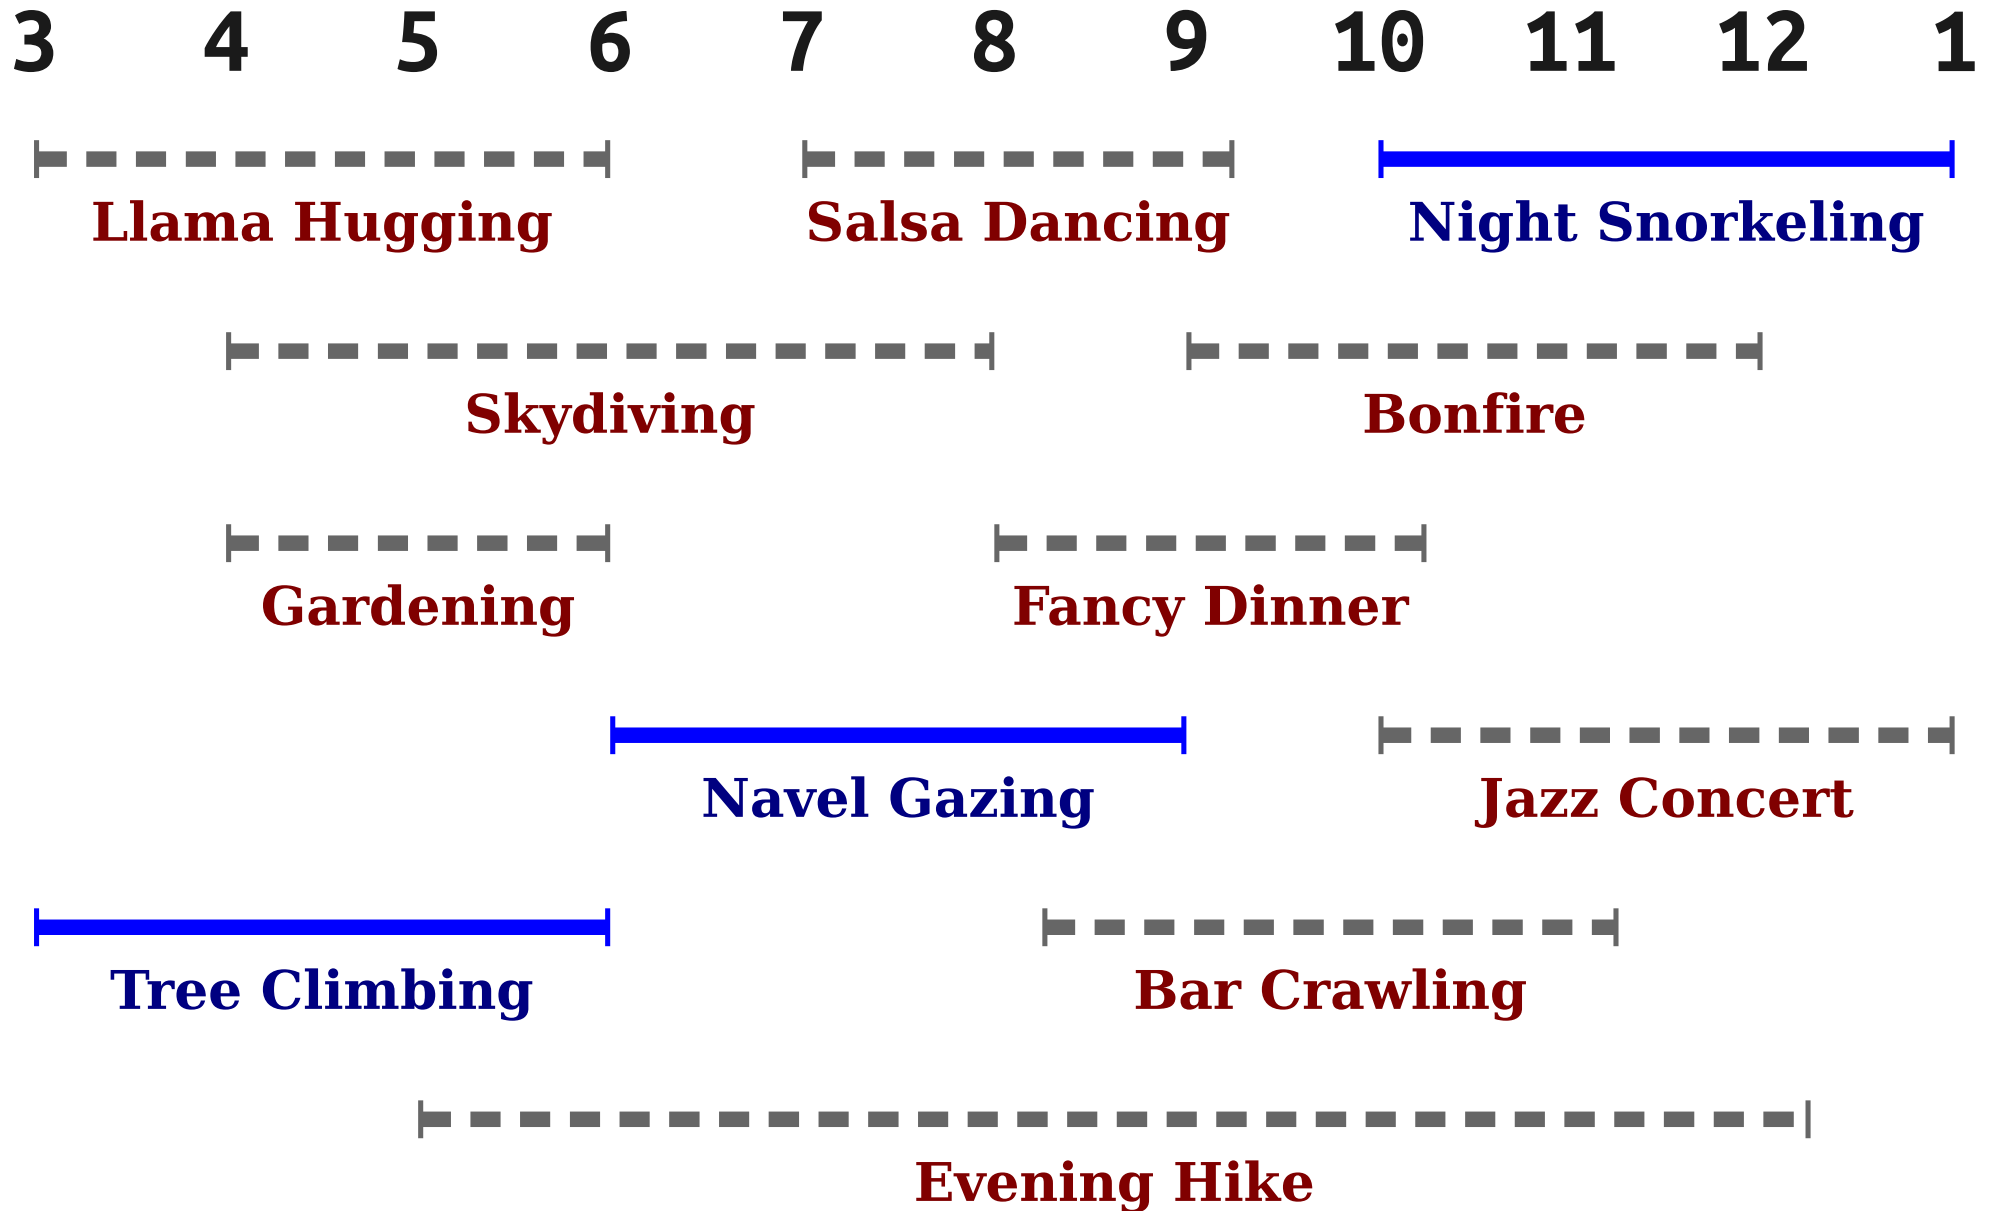 3 4 5 6 7 8 9 10 11 12 1
Llama Hugging Salsa Dancing Night Snorkeling
Skydiving Bonfire
Gardening Fancy Dinner
Navel Gazing Jazz Concert
Tree Climbing Bar Crawling
Evening Hike